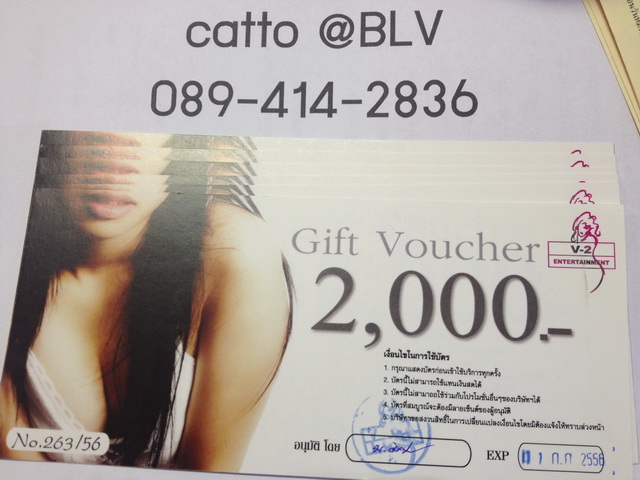 catto @BLV
089-414-2836
Gift Voucher
V-2
ENTERTAINMENT
2,000.-
เงื่อนไขในการใช้บัตร
1. กรุณาแสดงบัตรก่อนเข้าใช้บริการทุกครั้ง
2. บัตรนี้ไม่สามารถใช้แทนเงินสดได้
3. บัตรนี้ไม่สามารถใช้ร่วมกับโปรโมชั่นอื่นๆของบริษัทได้
4. บัตรที่สมบูรณ์จะต้องมีลายเซ็นต์ของผู้อนุมัติ
5. บริษัทขอสงวนสิทธิ์ในการเปลี่ยนแปลงเงื่อนไขโดยมิต้องแจ้งให้ทราบล่วงหน้า
No.263/56
อนุมัติ โดย
EXP 01 ก.ค 2556